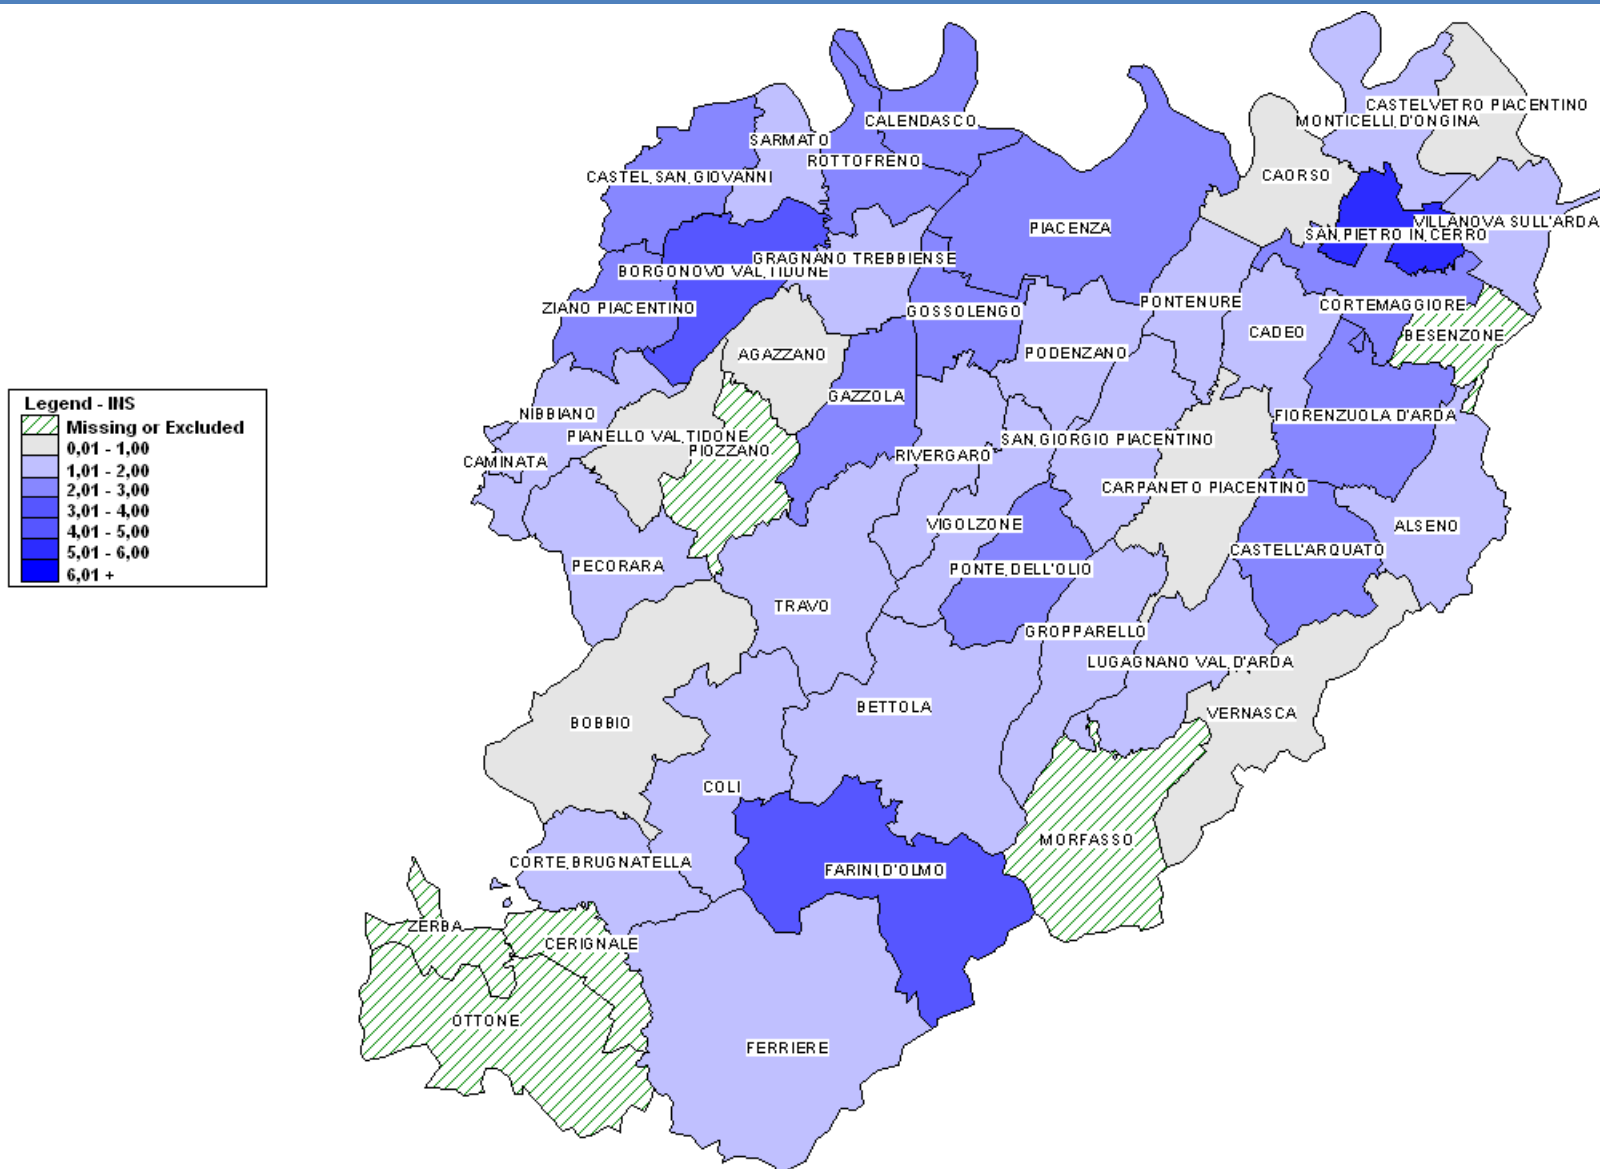 CASTELVETRO PIACENTINO
MONTICELLI,D'ONGINA
CALENDASCO
SARMATO
ROTTOFRENO
CASTEL,SAN,GIOVANNI
CAORSO
VILLANOVA SULL'ARDA
PIACENZA
SAN,PIETRO IN,CERRO
GRAGNANO TREBBIENSE
BORGONOVO VAL,TIDONE
ZIANO PIACENTINO
GOSSOLENGO
PONTENURE
CORTEMAGGIORE
CADEO
BESENZONE
AGAZZANO
PODENZANO
GAZZOLA
Legend - INS
Missing or Excluded
0,01 - 1,00
1,01 - 2,00
2,01 - 3,00
3,01 - 4,00
4,01 - 5,00
5,01 - 6,00
6,01 +
NIBBIANO
FIORENZUOLA D'ARDA
PIANELLO VAL,TIDONE
SAN,GIORGIO PIACENTINO
PIOZZANO
RIVERGARO
CAMINATA
CARPANETO PIACENTINO
VIGOLZONE
ALSENO
CASTELL'ARQUATO
PECORARA
PONTE,DELL'OLIO
TRAVO
GROPPARELLO
LUGAGNANO VAL,D'ARDA
BETTOLA
VERNASCA
BOBBIO
COLI
MORFASSO
CORTE,BRUGNATELLA
FARINI,D'OLMO
ZERBA
CERIGNALE
OTTONE
FERRIERE